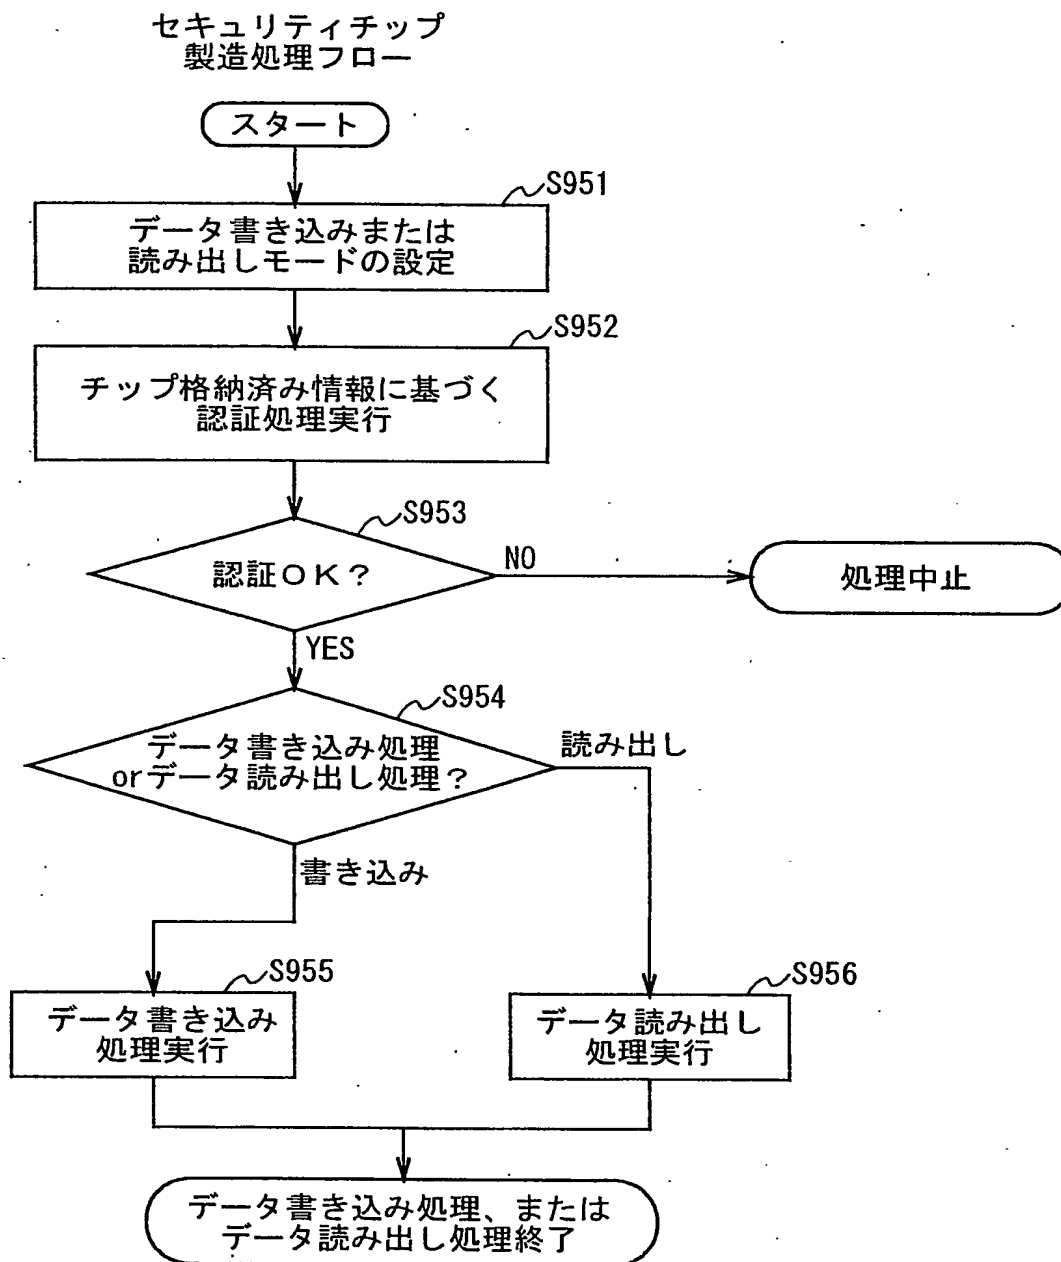 セキュリティチップ
製造処理フロー
スタート
S951
データ書き込みまたは
読み出しモードの設定
S952
チップ格納済み情報に基づく
認証処理実行
S953
認証OK?
NO
処理中止
YES
S954
データ書き込み処理
orデータ読み出し処理?
読み出し
書き込み
S955
データ書き込み
処理実行
S956
データ読み出し
処理実行
データ書き込み処理、または
データ読み出し処理終了